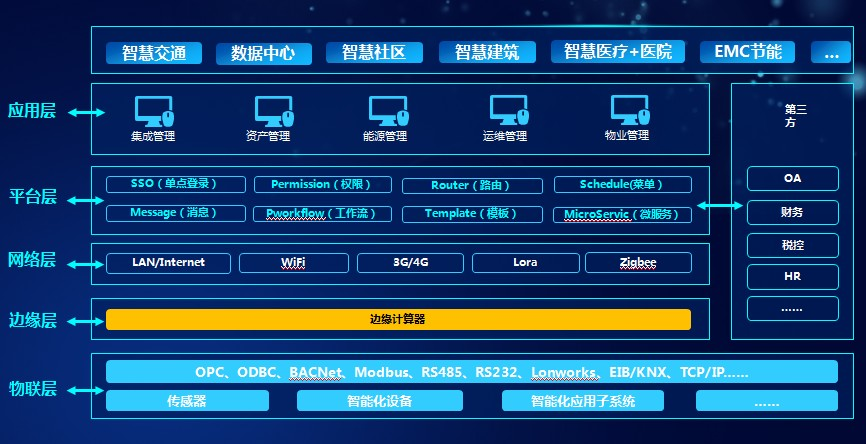 智慧交通
数据中心
智慧社区
智慧建筑
智慧医疗+医院
EMC节能
...
应用层
集成管理
资产管理
能源管理
运维管理
物业管理
第三
方
平台层
SSO（单点登录）
Permission（权限）
Router（路由）
Schedule(菜单）
Message（消息）
Pworkflow（工作流）
Template（模板）
MicroServic（微服务）
OA
财务
税控
HR
……
网络层
LAN/Internet
WiFi
3G/4G
Lora
Zigbee
边缘层
边缘计算器
物联层
OPC、ODBC、BACNet、Modbus、RS485、RS232、Lonworks、EIB/KNX、TCP/IP……
传感器
智能化设备
智能化应用子系统
……